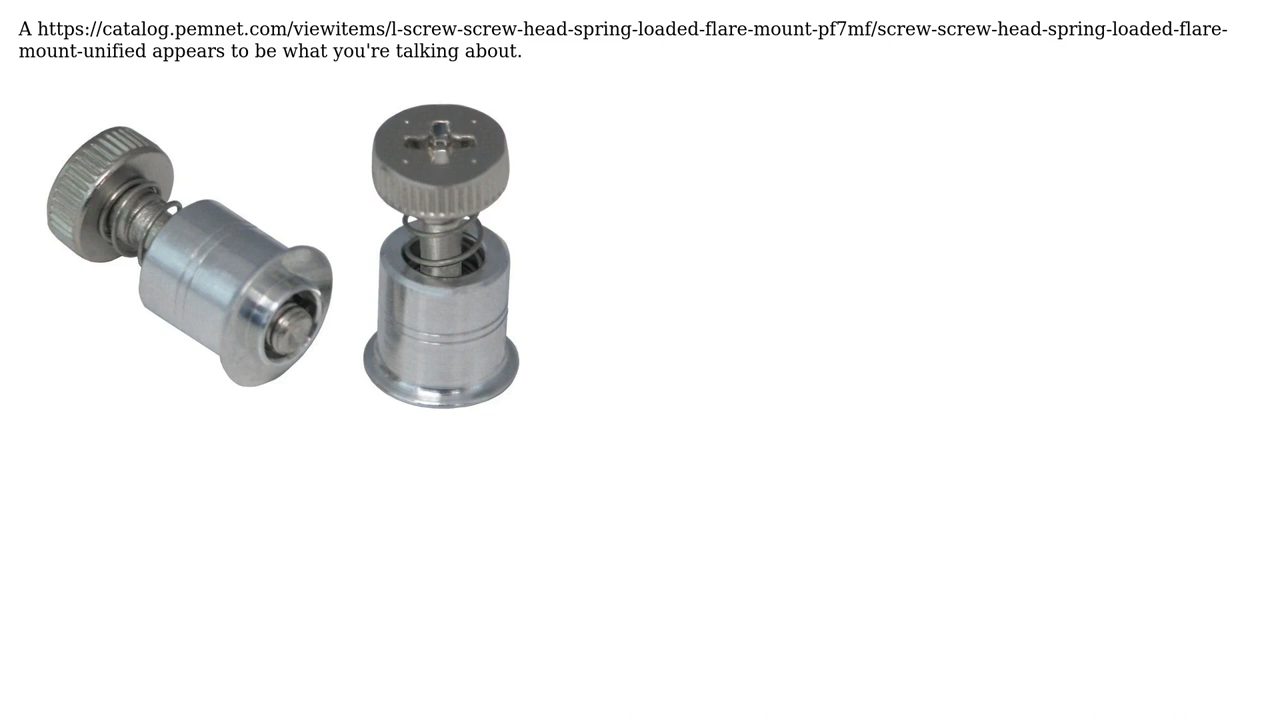 A https://catalog.pemnet.com/viewitems/l-screw-screw-head-spring-loaded-flare-mount-pf7mf/screw-screw-head-spring-loaded-flare-
mount-unified appears to be what you're talking about.